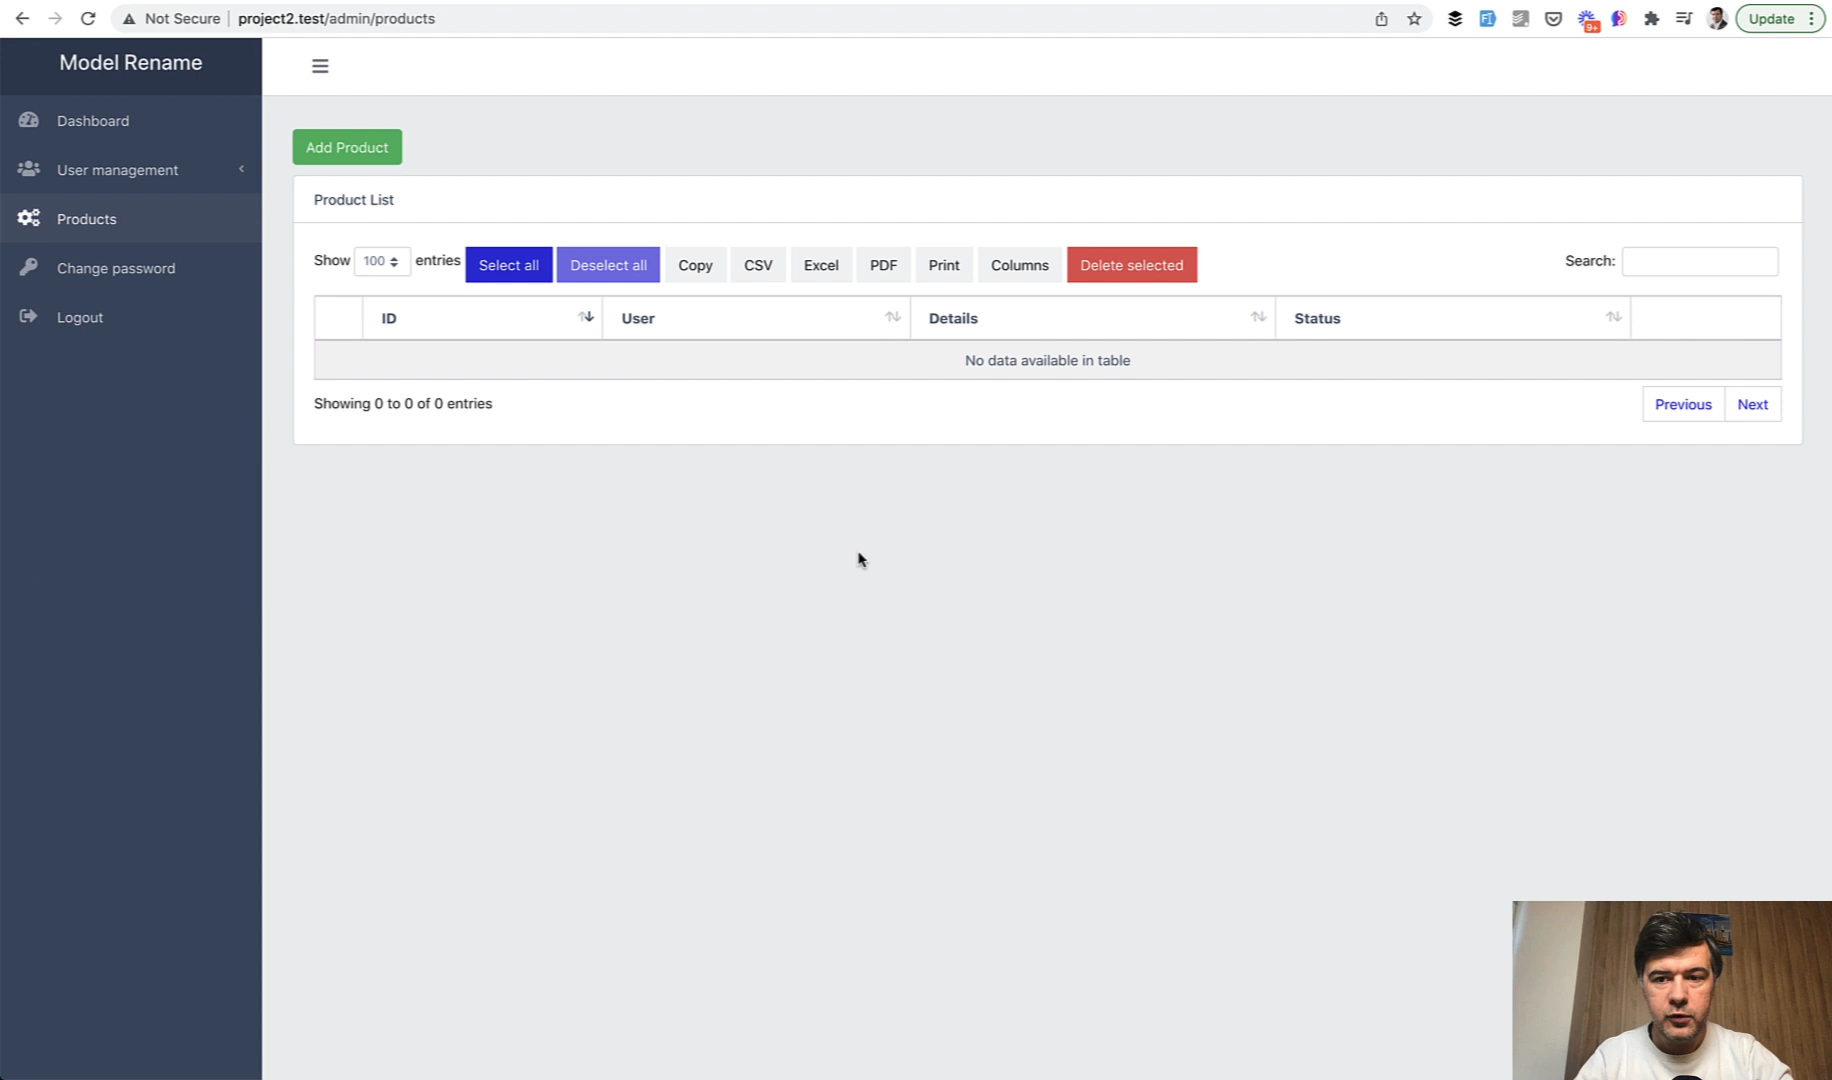 Not Secure | project2.test/admin/products
9+
Update
Model Rename
Dashboard
User management
Products
Change password
Logout
Add Product
Product List
Show 100 entries Select all Deselect all Copy CSV Excel PDF Print Columns Delete selected Search:
ID User Details Status
No data available in table
Showing 0 to 0 of 0 entries Previous Next